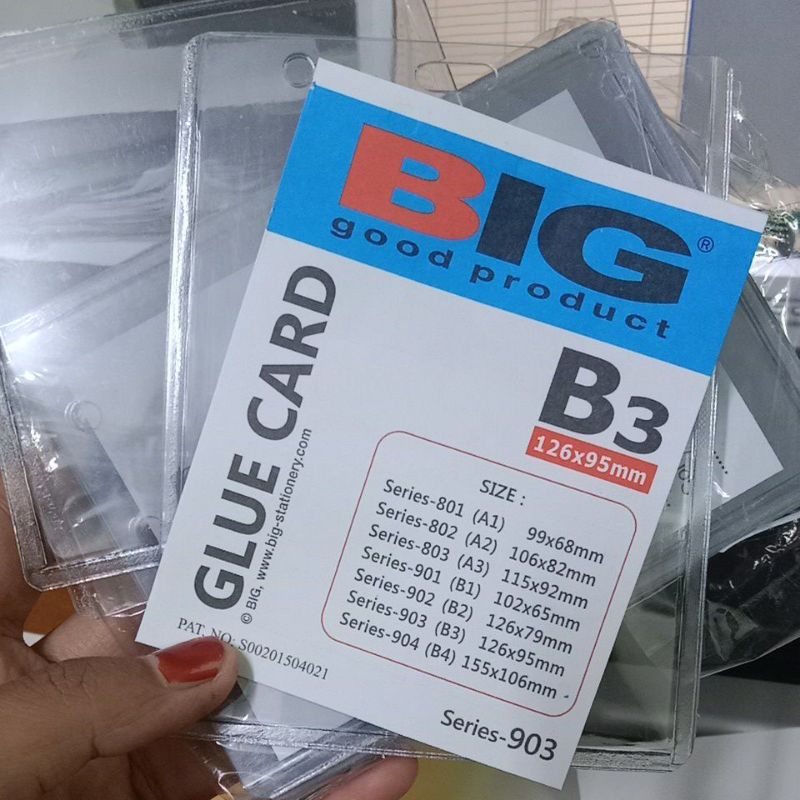 BIG®
good product
B3
126x95mm
GLUE CARD
© BIG, www.big-stationery.com
SIZE :
Series-801 (A1) 99x68mm
Series-802 (A2) 106x82mm
Series-803 (A3) 115x92mm
Series-901 (B1) 102x65mm
Series-902 (B2) 126x79mm
Series-903 (B3) 126x95mm
Series-904 (B4) 155x106mm
PAT. NO: S00201504021
Series-903